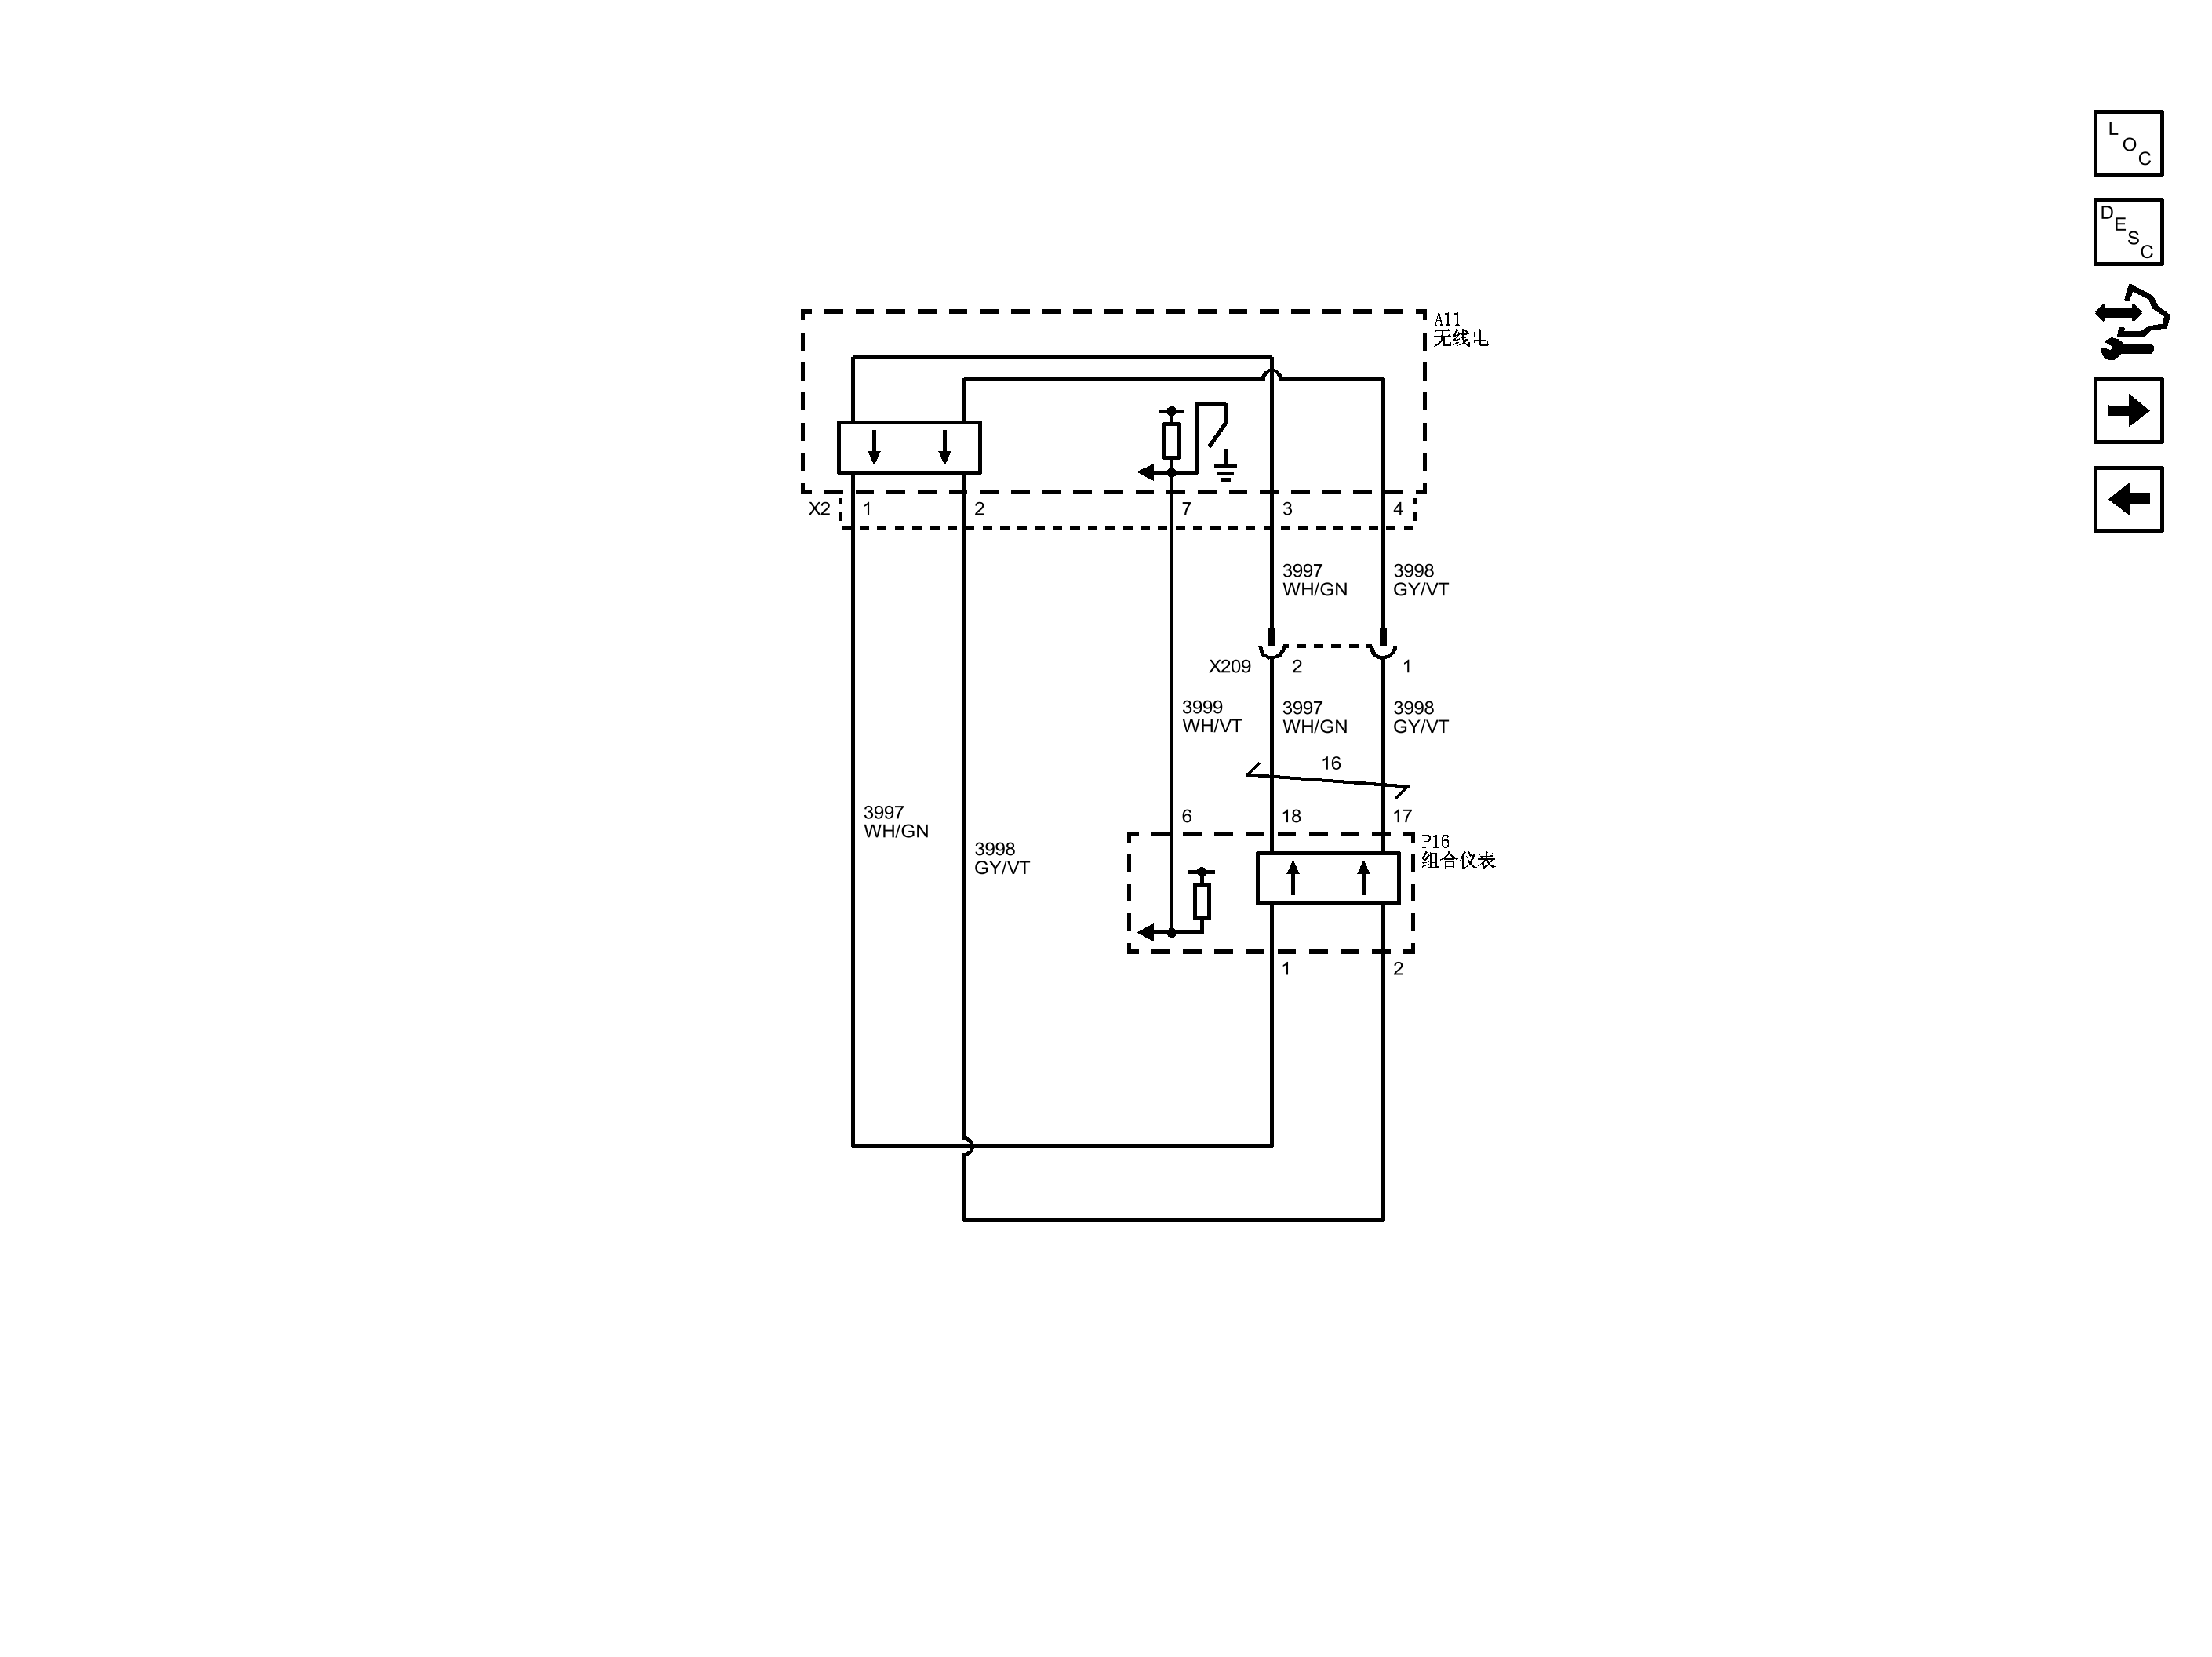 L
O
C
D
E
S
C
A11
无线电
X2
1
2
7
3
4
3997
WH/GN
3998
GY/VT
X209
2
1
3999
WH/VT
3997
WH/GN
3998
GY/VT
16
3997
WH/GN
3998
GY/VT
6
18
17
P16
组合仪表
1
2